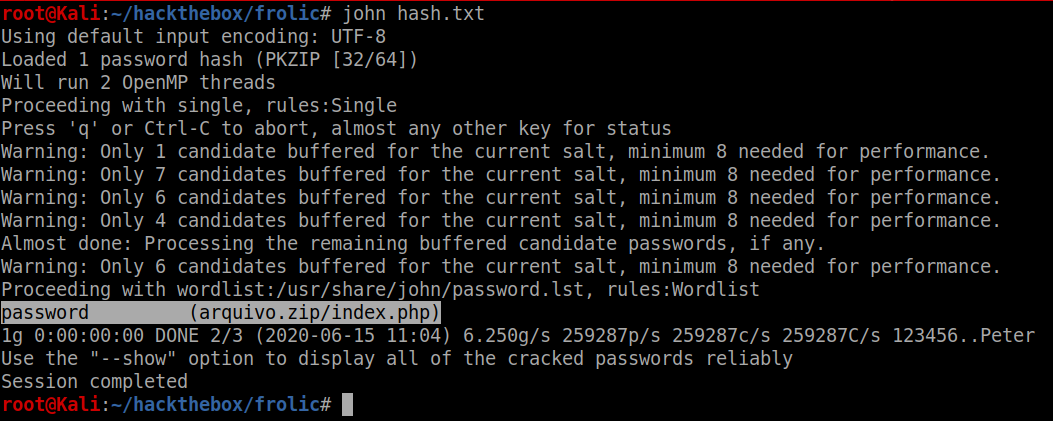 root@Kali:~/hackthebox/frolic# john hash.txt
Using default input encoding: UTF-8
Loaded 1 password hash (PKZIP [32/64])
Will run 2 OpenMP threads
Proceeding with single, rules:Single
Press 'q' or Ctrl-C to abort, almost any other key for status
Warning: Only 1 candidate buffered for the current salt, minimum 8 needed for performance.
Warning: Only 7 candidates buffered for the current salt, minimum 8 needed for performance.
Warning: Only 6 candidates buffered for the current salt, minimum 8 needed for performance.
Warning: Only 4 candidates buffered for the current salt, minimum 8 needed for performance.
Almost done: Processing the remaining buffered candidate passwords, if any.
Warning: Only 6 candidates buffered for the current salt, minimum 8 needed for performance.
Proceeding with wordlist:/usr/share/john/password.lst, rules:Wordlist
password         (arquivo.zip/index.php)
1g 0:00:00:00 DONE 2/3 (2020-06-15 11:04) 6.250g/s 259287p/s 259287c/s 259287C/s 123456..Peter
Use the "--show" option to display all of the cracked passwords reliably
Session completed
root@Kali:~/hackthebox/frolic#